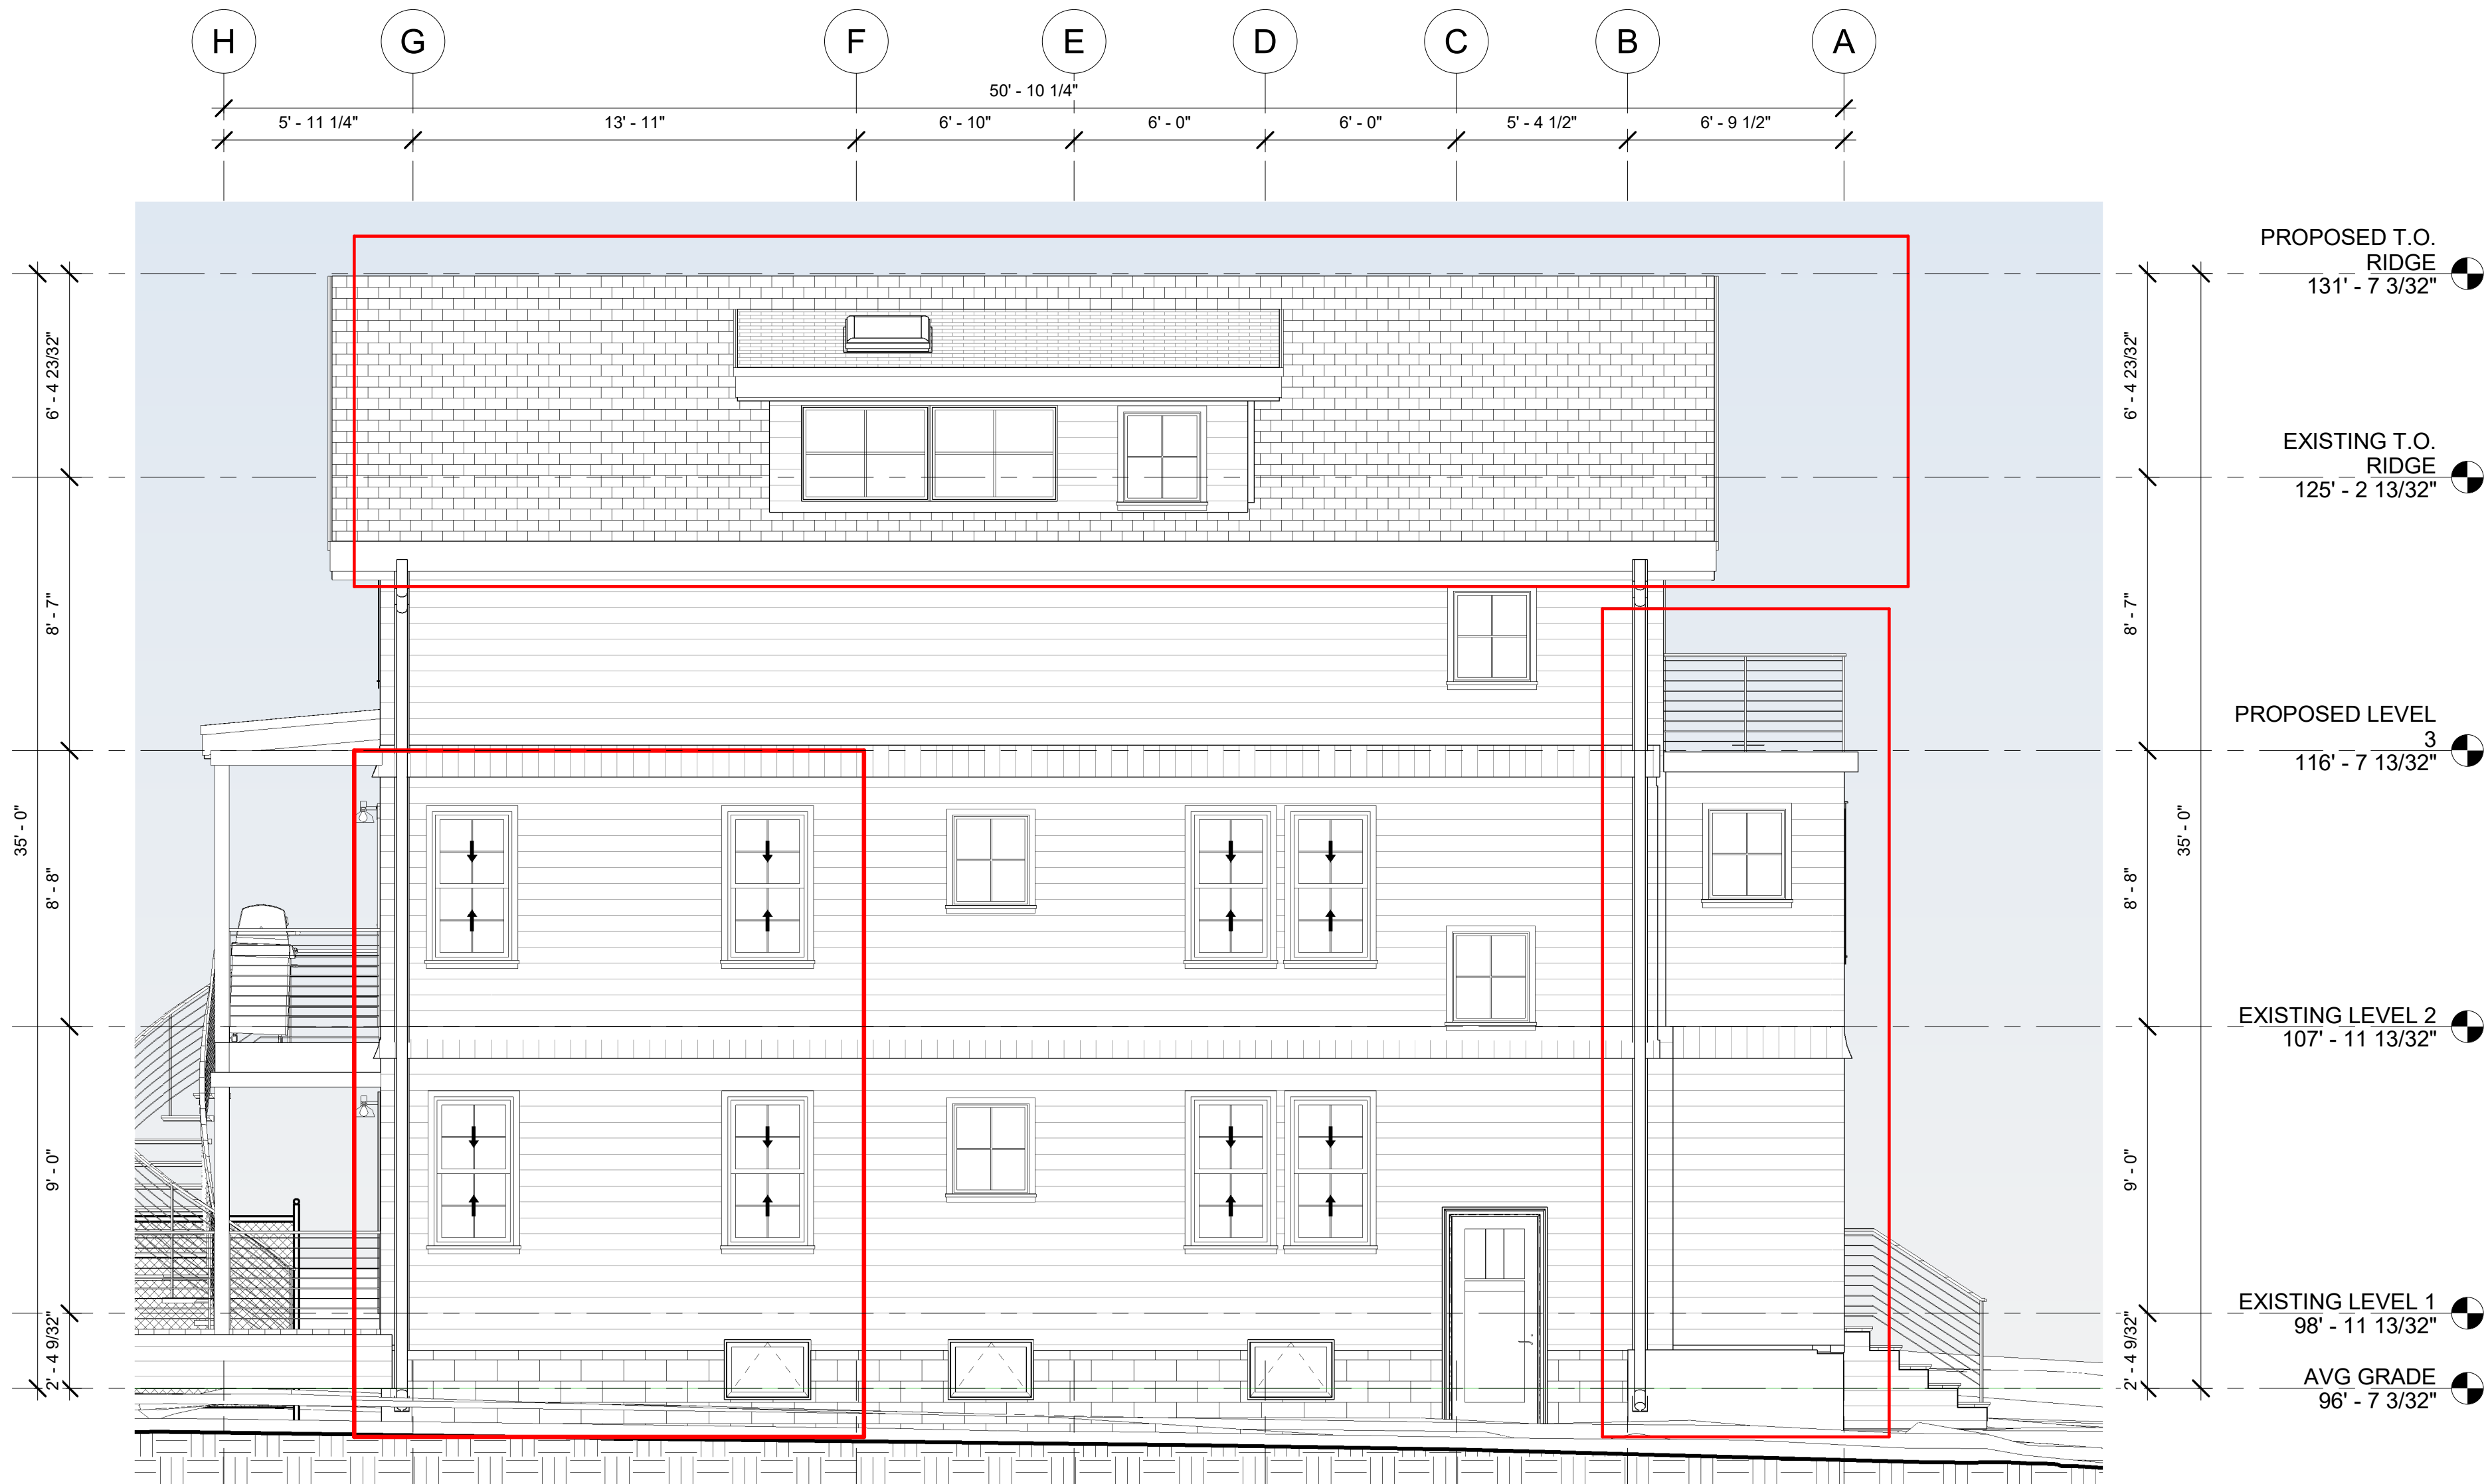 H G F E D C B A
50' - 10 1/4"
5' - 11 1/4" 13' - 11" 6' - 10" 6' - 0" 6' - 0" 5' - 4 1/2" 6' - 9 1/2"
PROPOSED T.O.
RIDGE
131' - 7 3/32"
6' - 4 23/32"
6' - 4 23/32"
EXISTING T.O.
RIDGE
125' - 2 13/32"
8' - 7"
8' - 7"
PROPOSED LEVEL
3
116' - 7 13/32"
35' - 0"
35' - 0"
8' - 8"
8' - 8"
EXISTING LEVEL 2
107' - 11 13/32"
9' - 0"
9' - 0"
EXISTING LEVEL 1
98' - 11 13/32"
2' - 4 9/32"
2' - 4 9/32"
AVG GRADE
96' - 7 3/32"